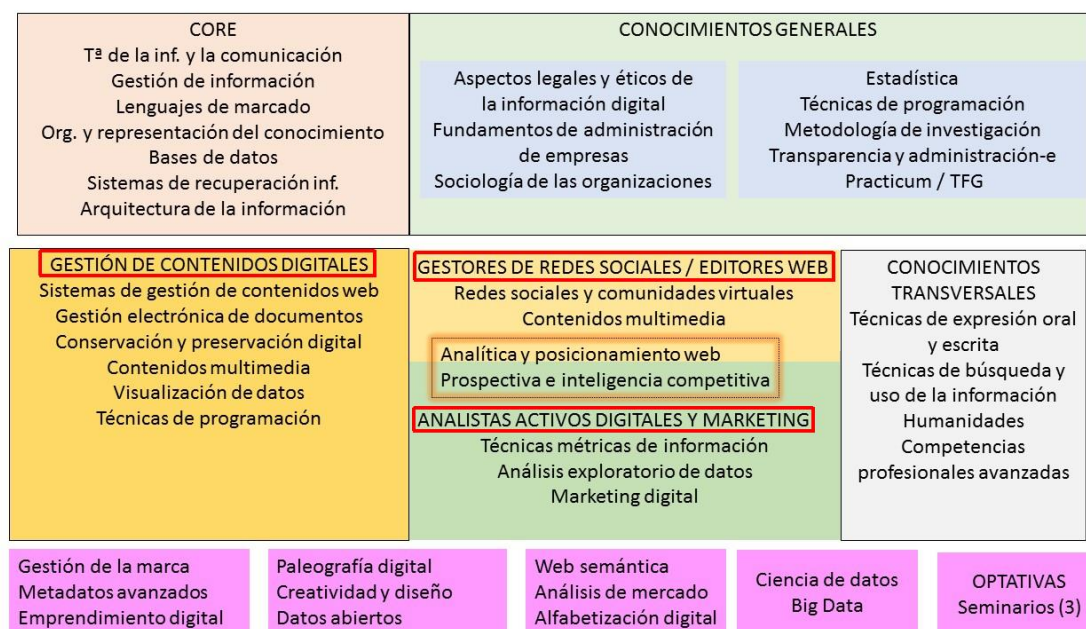 CORE
Tª de la inf. y la comunicación
Gestión de información
Lenguajes de marcado
Org. y representación del conocimiento
Bases de datos
Sistemas de recuperación inf.
Arquitectura de la información
CONOCIMIENTOS GENERALES
Aspectos legales y éticos de
la información digital
Fundamentos de administración
de empresas
Sociología de las organizaciones
Estadística
Técnicas de programación
Metodología de investigación
Transparencia y administración-e
Practicum / TFG
GESTIÓN DE CONTENIDOS DIGITALES
Sistemas de gestión de contenidos web
Gestión electrónica de documentos
Conservación y preservación digital
Contenidos multimedia
Visualización de datos
Técnicas de programación
GESTORES DE REDES SOCIALES / EDITORES WEB
Redes sociales y comunidades virtuales
Contenidos multimedia
Analítica y posicionamiento web
Prospectiva e inteligencia competitiva
ANALISTAS ACTIVOS DIGITALES Y MARKETING
Técnicas métricas de información
Análisis exploratorio de datos
Marketing digital
CONOCIMIENTOS
TRANSVERSALES
Técnicas de expresión oral
y escrita
Técnicas de búsqueda y
uso de la información
Humanidades
Competencias
profesionales avanzadas
Gestión de la marca
Metadatos avanzados
Emprendimiento digital
Paleografía digital
Creatividad y diseño
Datos abiertos
Web semántica
Análisis de mercado
Alfabetización digital
Ciencia de datos
Big Data
OPTATIVAS
Seminarios (3)